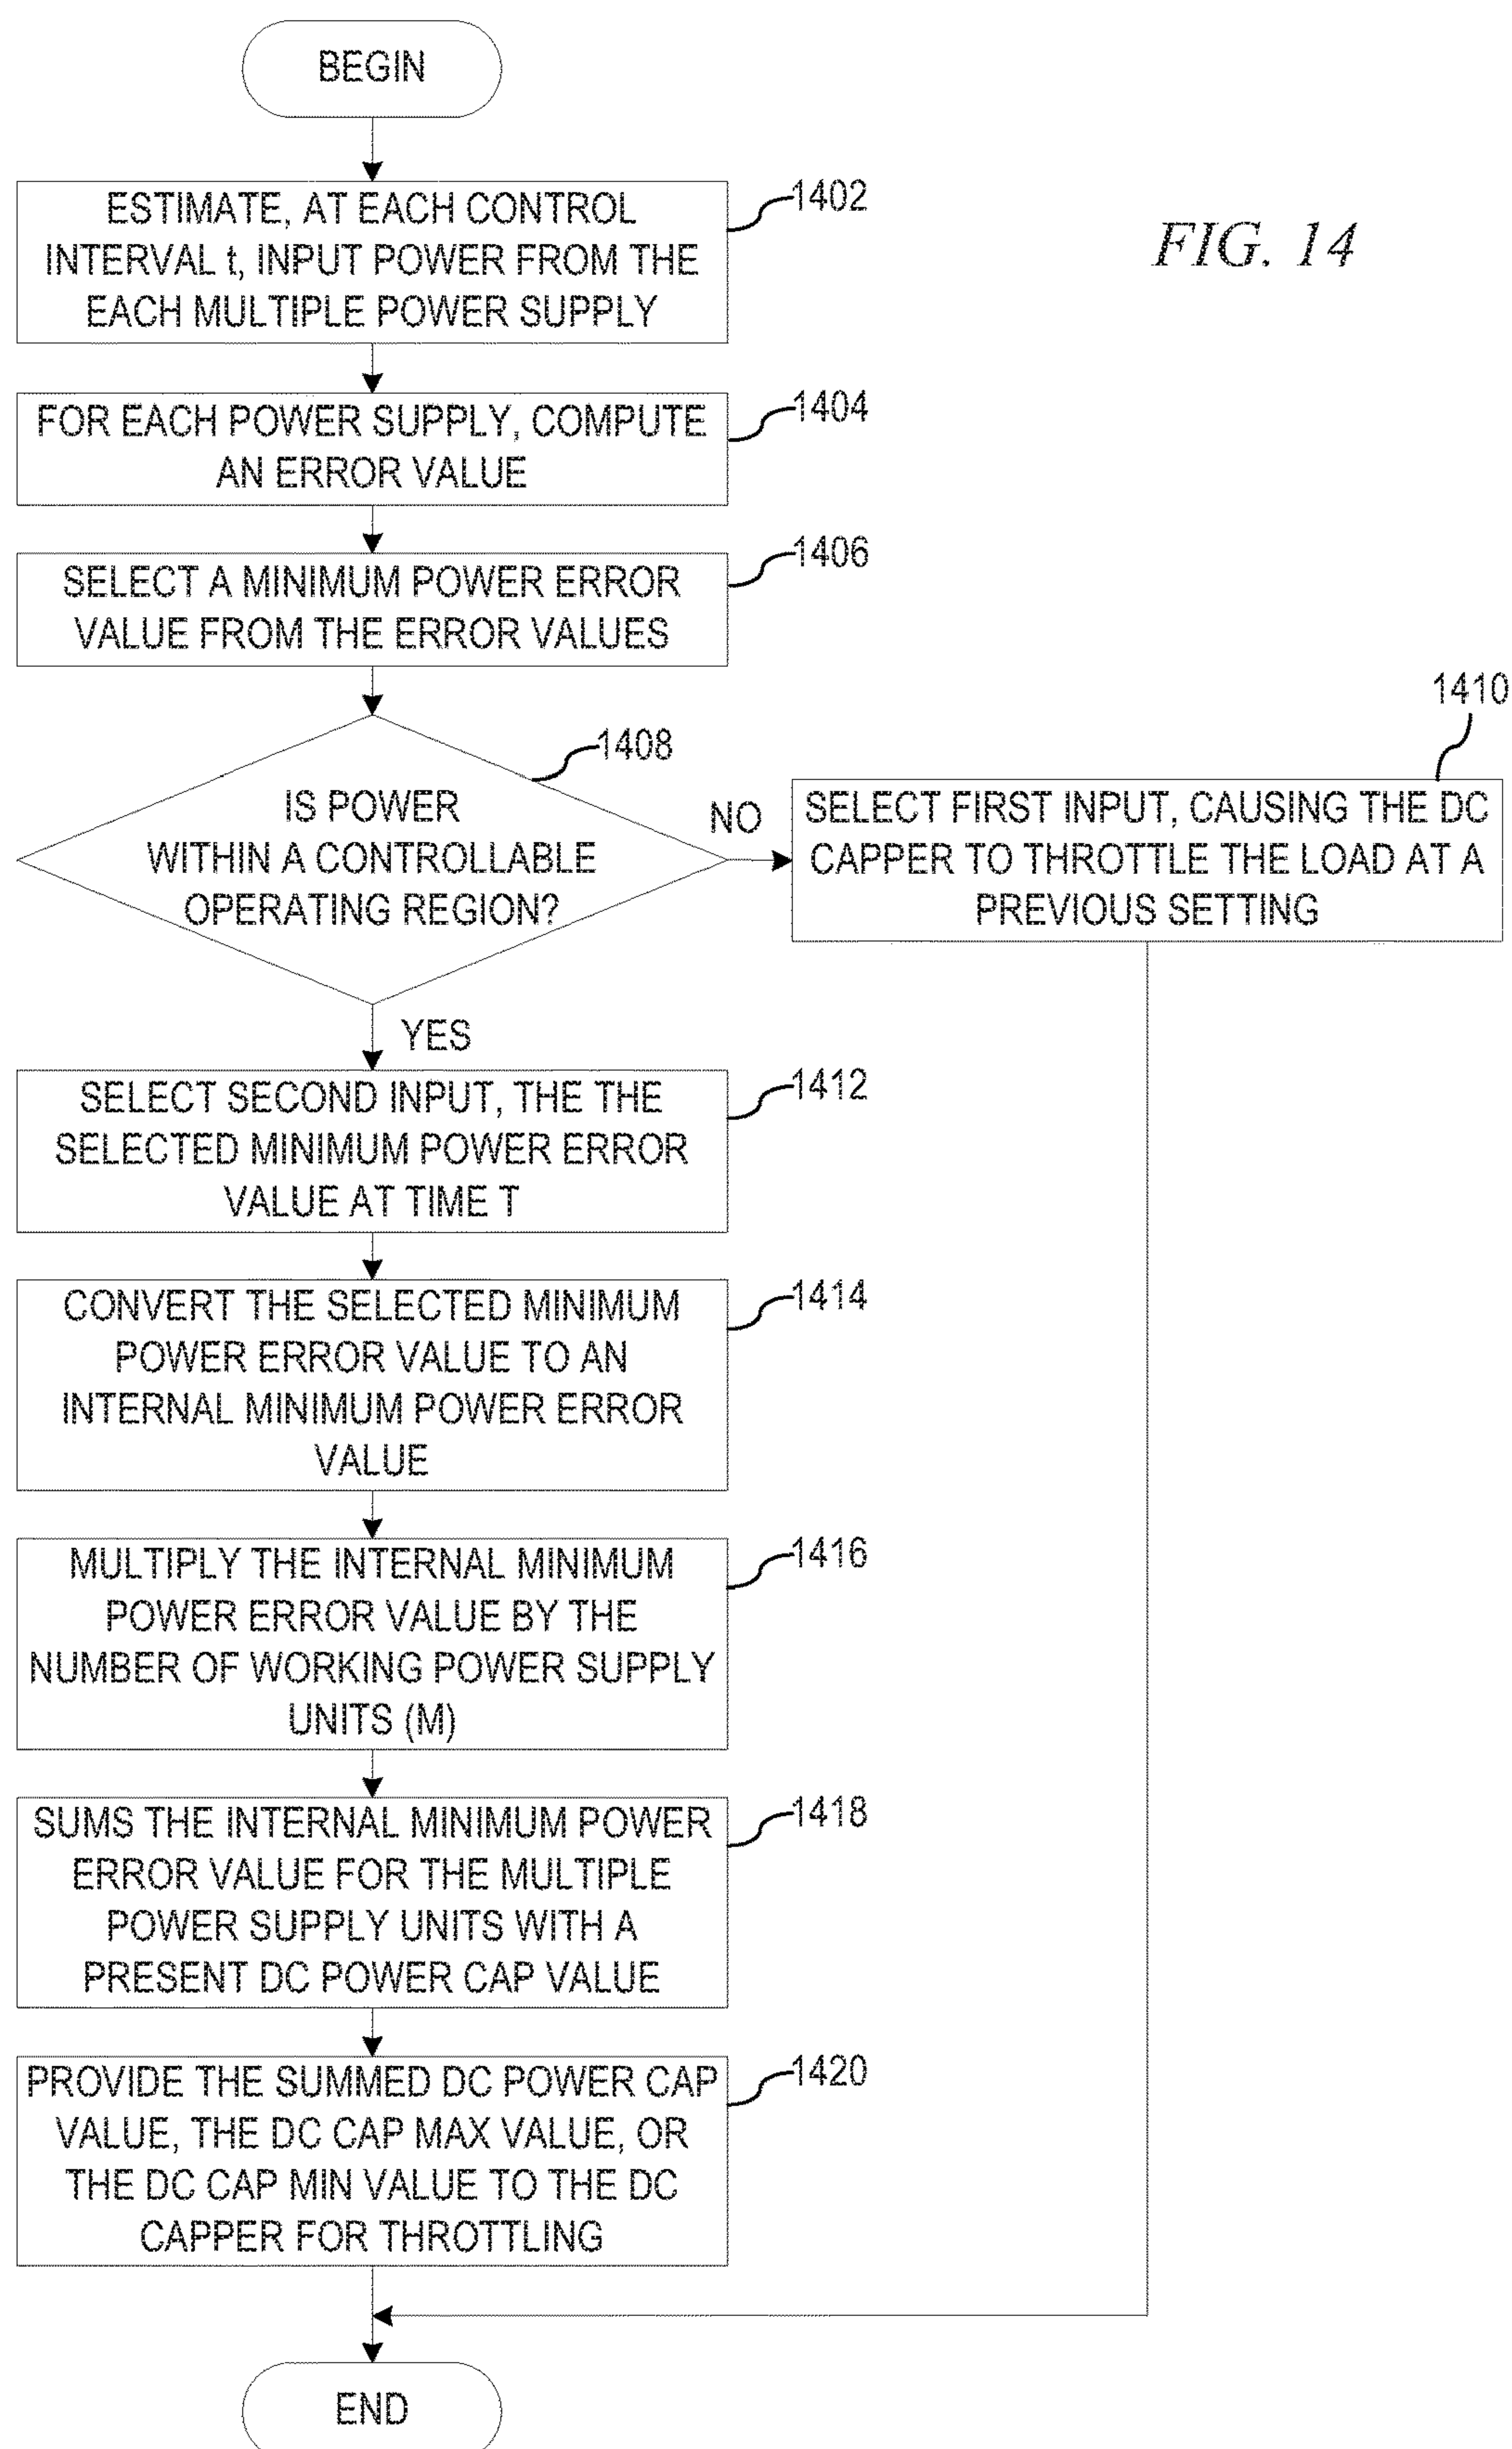 BEGIN
ESTIMATE, AT EACH CONTROL
INTERVAL t, INPUT POWER FROM THE
EACH MULTIPLE POWER SUPPLY
1402
FIG. 14
FOR EACH POWER SUPPLY, COMPUTE
AN ERROR VALUE
1404
SELECT A MINIMUM POWER ERROR
VALUE FROM THE ERROR VALUES
1406
IS POWER
WITHIN A CONTROLLABLE
OPERATING REGION?
1408
NO
1410
SELECT FIRST INPUT, CAUSING THE DC
CAPPER TO THROTTLE THE LOAD AT A
PREVIOUS SETTING
YES
SELECT SECOND INPUT, THE THE
SELECTED MINIMUM POWER ERROR
VALUE AT TIME T
1412
CONVERT THE SELECTED MINIMUM
POWER ERROR VALUE TO AN
INTERNAL MINIMUM POWER ERROR
VALUE
1414
MULTIPLY THE INTERNAL MINIMUM
POWER ERROR VALUE BY THE
NUMBER OF WORKING POWER SUPPLY
UNITS (M)
1416
SUMS THE INTERNAL MINIMUM POWER
ERROR VALUE FOR THE MULTIPLE
POWER SUPPLY UNITS WITH A
PRESENT DC POWER CAP VALUE
1418
PROVIDE THE SUMMED DC POWER CAP
VALUE, THE DC CAP MAX VALUE, OR
THE DC CAP MIN VALUE TO THE DC
CAPPER FOR THROTTLING
1420
END